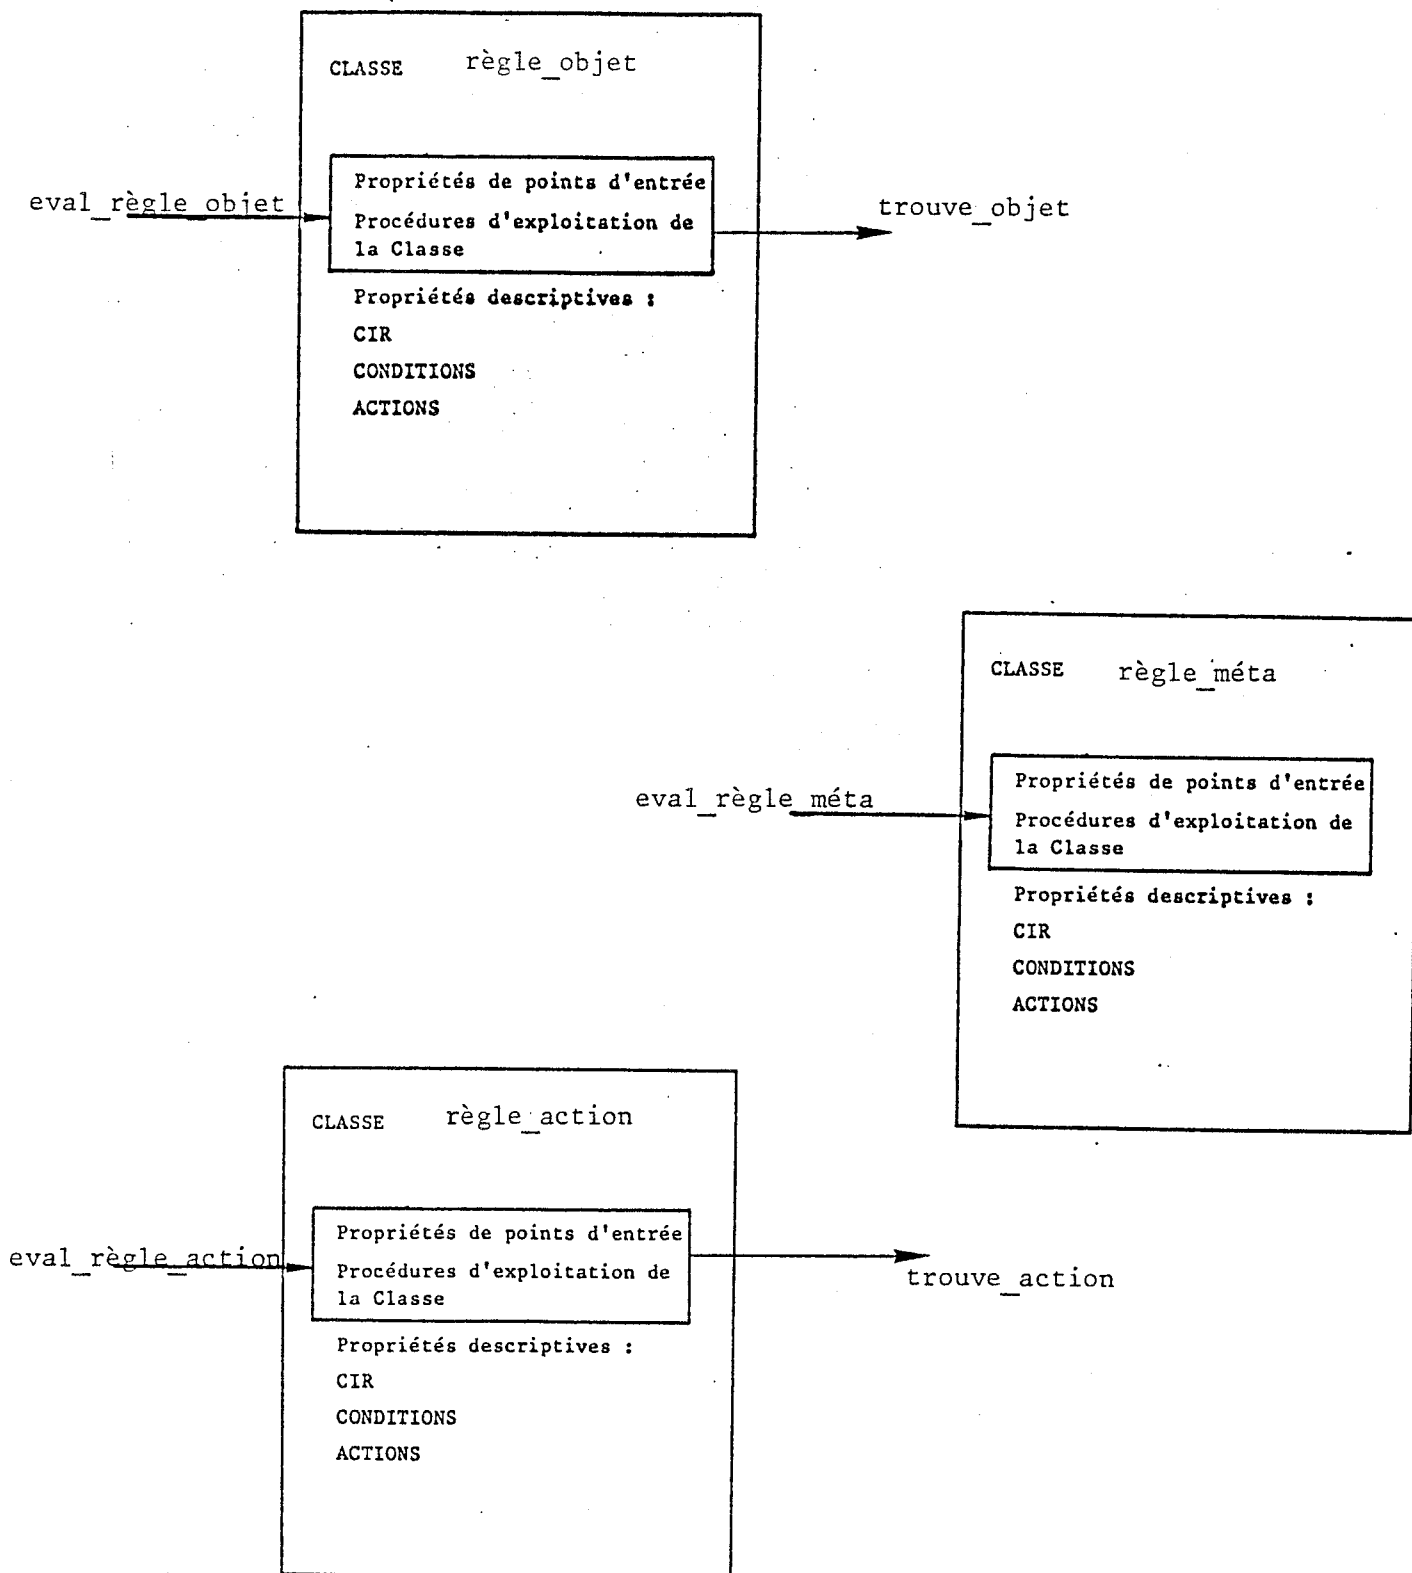 CLASSE règle_objet
eval_règle_objet
Propriétés de points d'entrée
Procédures d'exploitation de
la Classe
trouve_objet
Propriétés descriptives :
CIR
CONDITIONS
ACTIONS
CLASSE règle_méta
eval_règle_méta
Propriétés de points d'entrée
Procédures d'exploitation de
la Classe
Propriétés descriptives :
CIR
CONDITIONS
ACTIONS
CLASSE règle_action
eval_règle_action
Propriétés de points d'entrée
Procédures d'exploitation de
la Classe
trouve_action
Propriétés descriptives :
CIR
CONDITIONS
ACTIONS